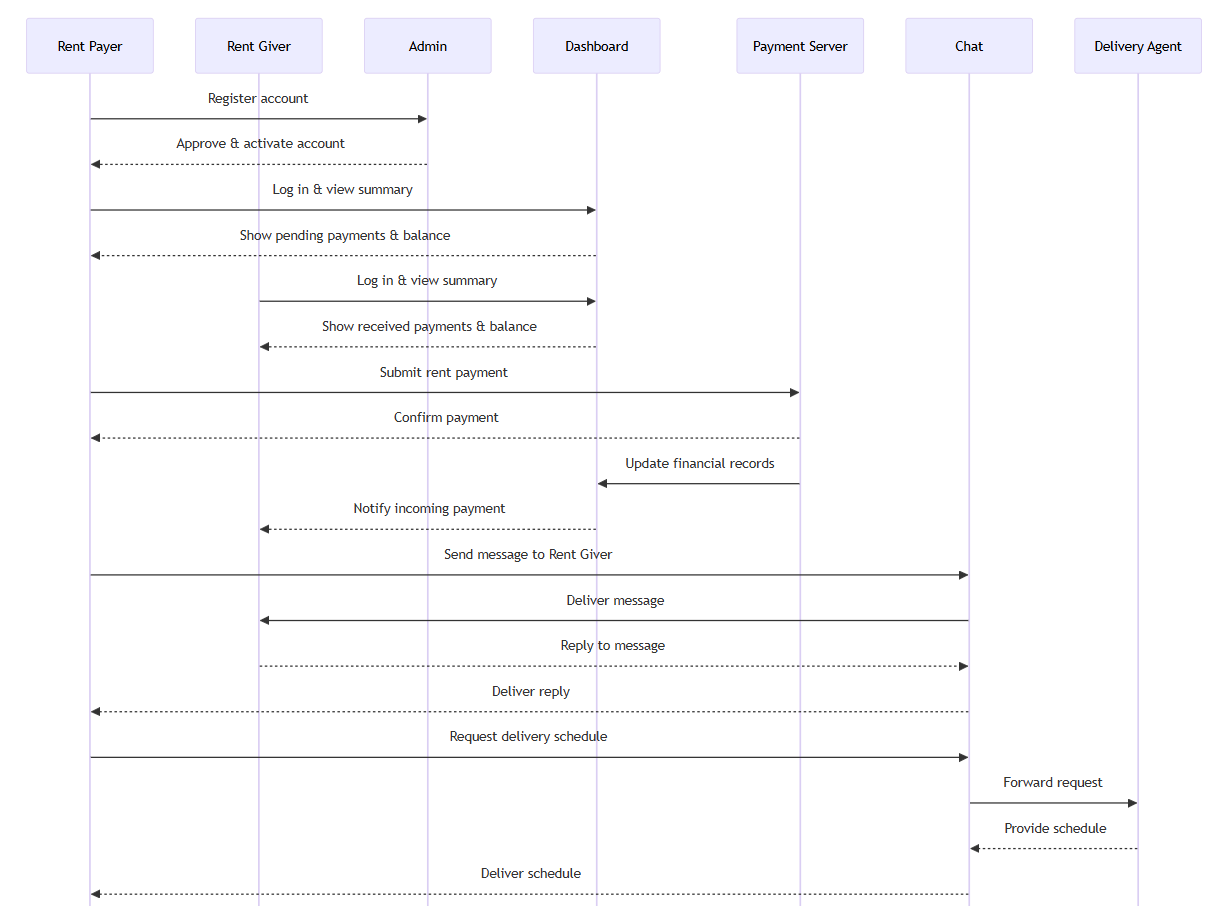 Rent Payer
Rent Giver
Admin
Dashboard
Payment Server
Chat
Delivery Agent
Register account
Approve & activate account
Log in & view summary
Show pending payments & balance
Log in & view summary
Show received payments & balance
Submit rent payment
Confirm payment
Update financial records
Notify incoming payment
Send message to Rent Giver
Deliver message
Reply to message
Deliver reply
Request delivery schedule
Forward request
Provide schedule
Deliver schedule